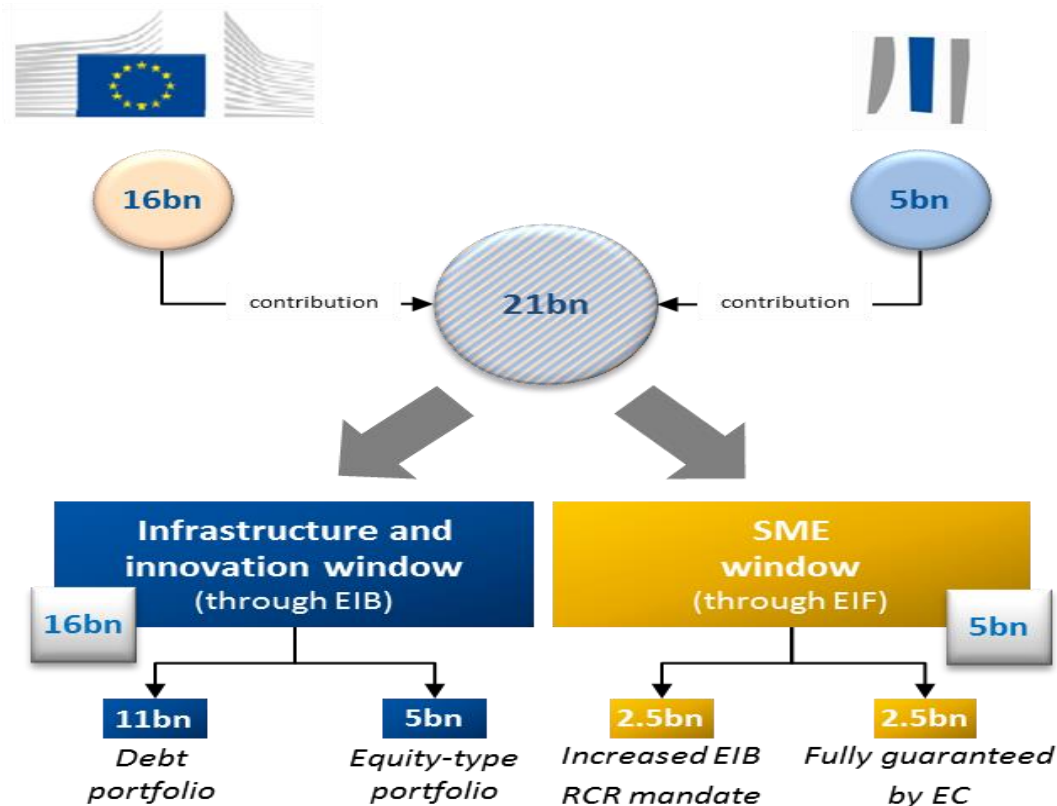 16bn
5bn
contribution
21bn
contribution
Infrastructure and
innovation window
(through EIB)
16bn
SME
window
(through EIF)
5bn
11bn
Debt
portfolio
5bn
Equity-type
portfolio
2.5bn
Increased EIB
RCR mandate
2.5bn
Fully guaranteed
by EC